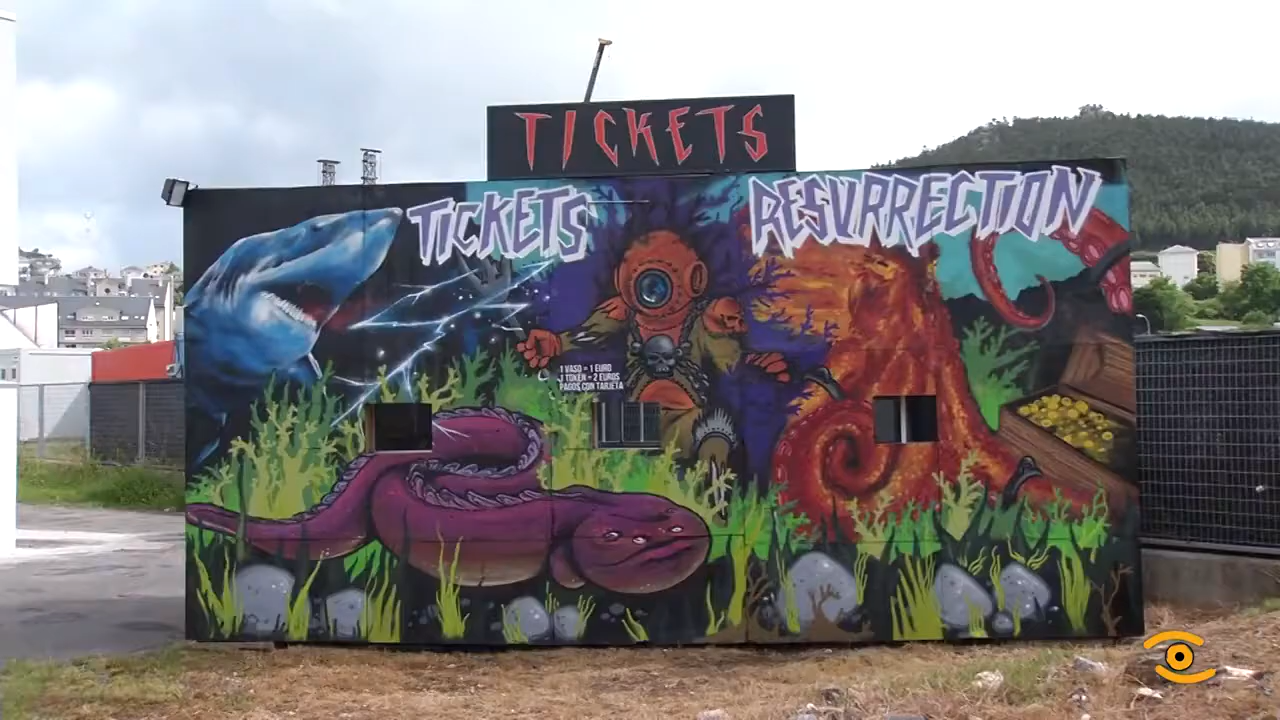 TICKETS
TICKETS RESURRECTION
1 VASO = 1 EURO
1 TOKEN = 2 EUROS
PAGOS CON TARJETA